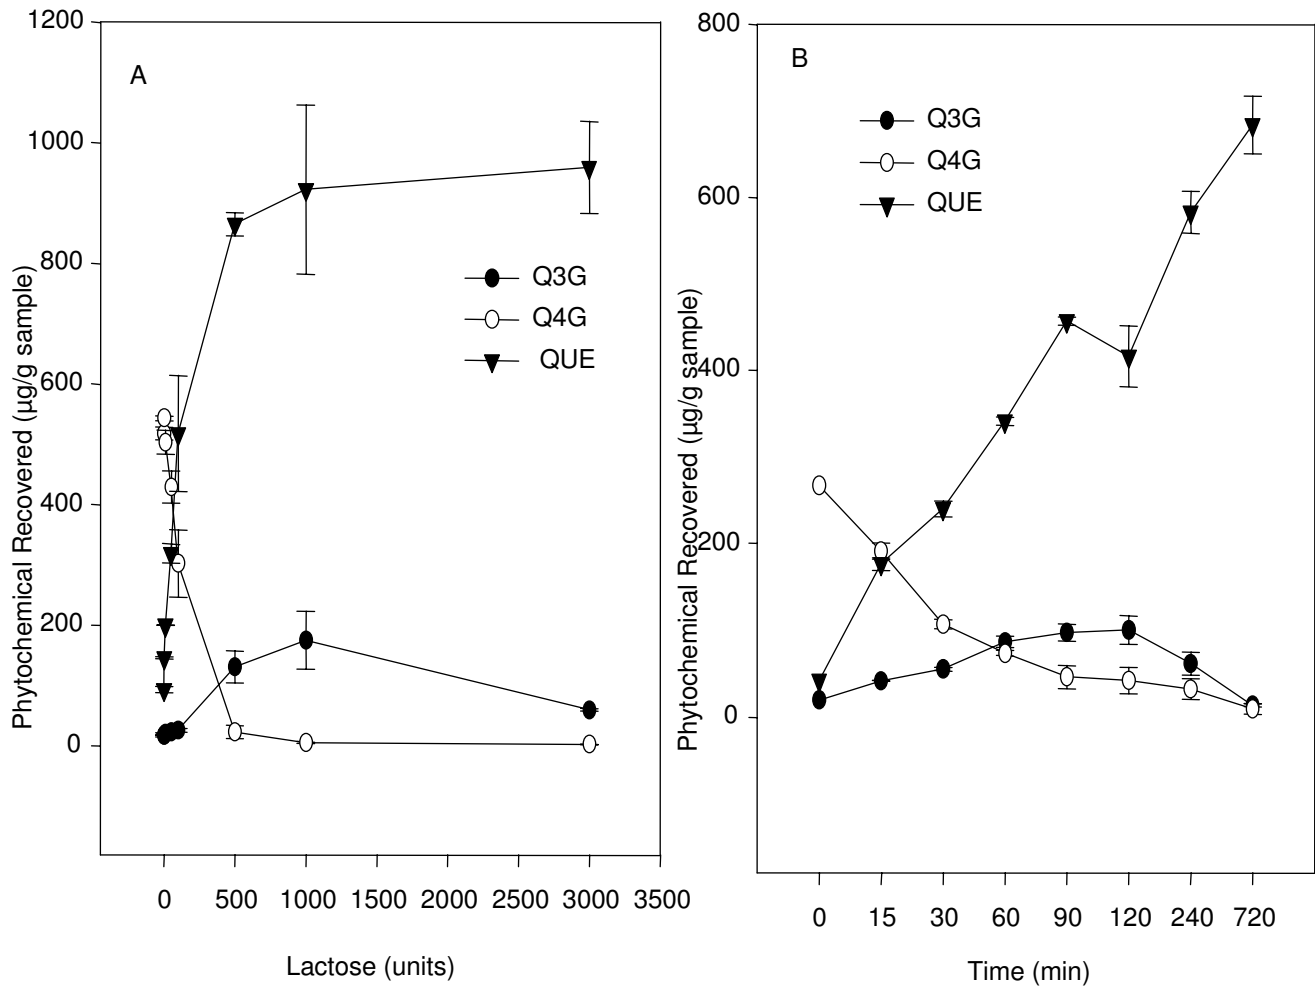 A
1200
1000
800
600
400
200
0
Phytochemical Recovered (µg/g sample)
Q3G
Q4G
QUE
0 500 1000 1500 2000 2500 3000 3500
Lactose (units)
B
800
600
400
200
0
Phytochemical Recovered (µg/g sample)
Q3G
Q4G
QUE
0 15 30 60 90 120 240 720
Time (min)